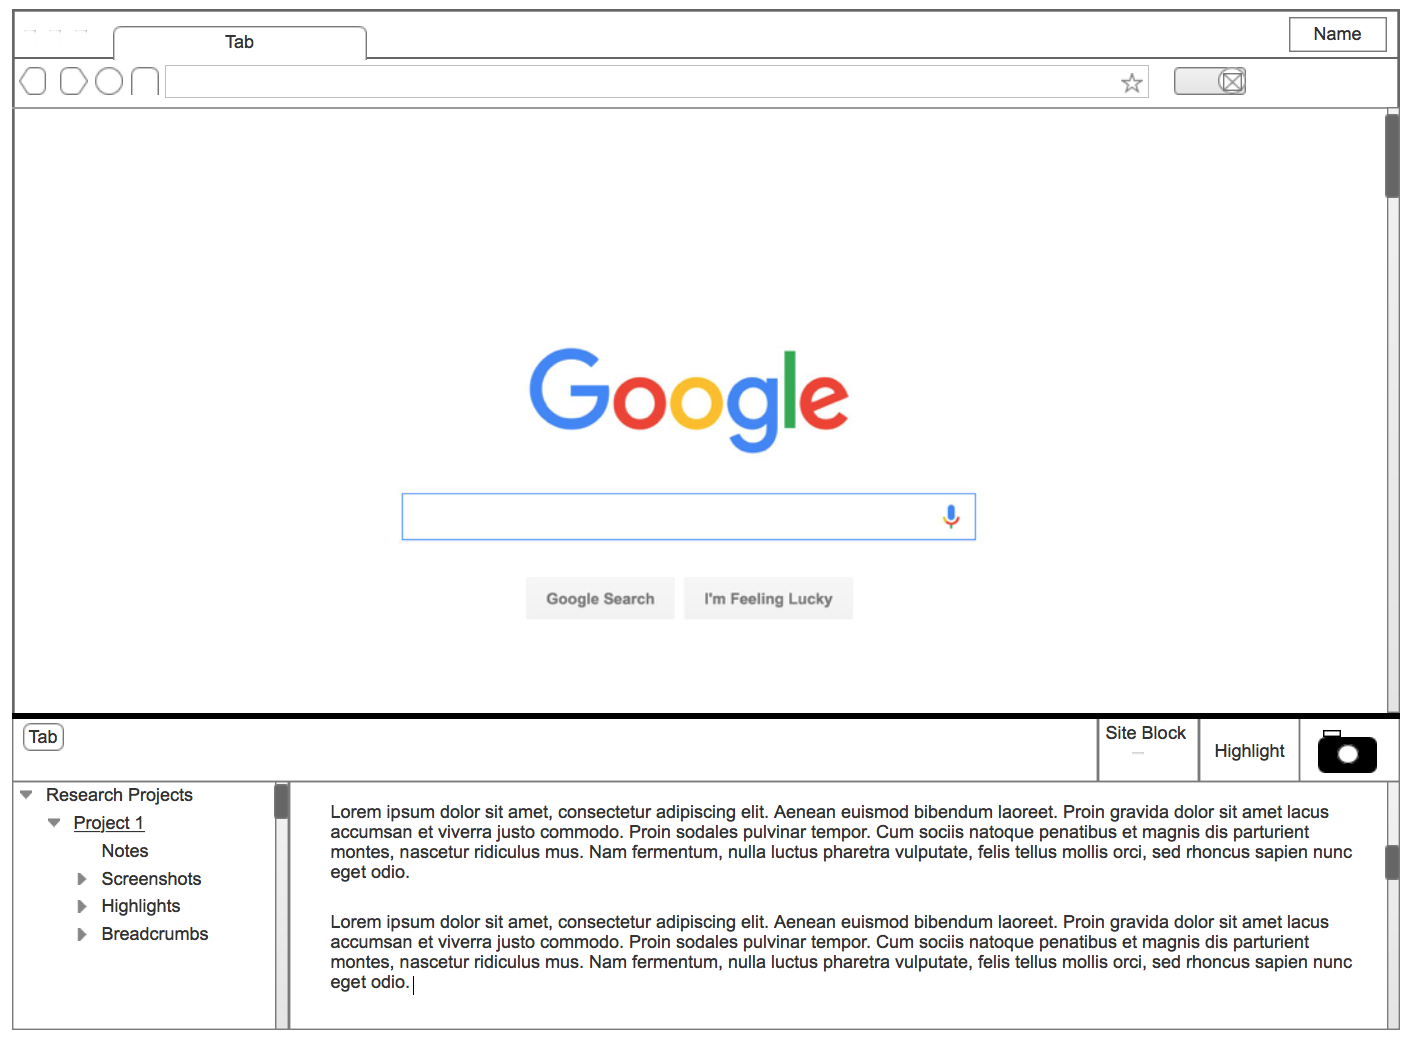 Tab
Name
Google
Google Search
I'm Feeling Lucky
Tab
Site Block
Highlight
Research Projects
Project 1
Notes
Screenshots
Highlights
Breadcrumbs
Lorem ipsum dolor sit amet, consectetur adipiscing elit. Aenean euismod bibendum laoreet. Proin gravida dolor sit amet lacus
accumsan et viverra justo commodo. Proin sodales pulvinar tempor. Cum sociis natoque penatibus et magnis dis parturient
montes, nascetur ridiculus mus. Nam fermentum, nulla luctus pharetra vulputate, felis tellus mollis orci, sed rhoncus sapien nunc
eget odio.
Lorem ipsum dolor sit amet, consectetur adipiscing elit. Aenean euismod bibendum laoreet. Proin gravida dolor sit amet lacus
accumsan et viverra justo commodo. Proin sodales pulvinar tempor. Cum sociis natoque penatibus et magnis dis parturient
montes, nascetur ridiculus mus. Nam fermentum, nulla luctus pharetra vulputate, felis tellus mollis orci, sed rhoncus sapien nunc
eget odio.